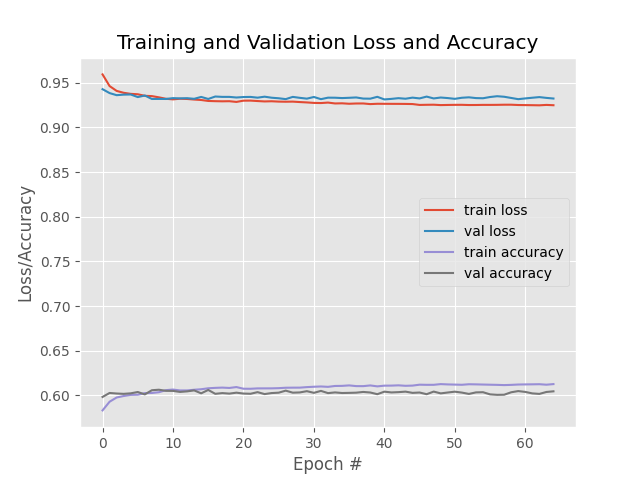 Training and Validation Loss and Accuracy
Loss/Accuracy
0.95
0.90
0.85
0.80
0.75
0.70
0.65
0.60
train loss
val loss
train accuracy
val accuracy
0 10 20 30 40 50 60
Epoch #